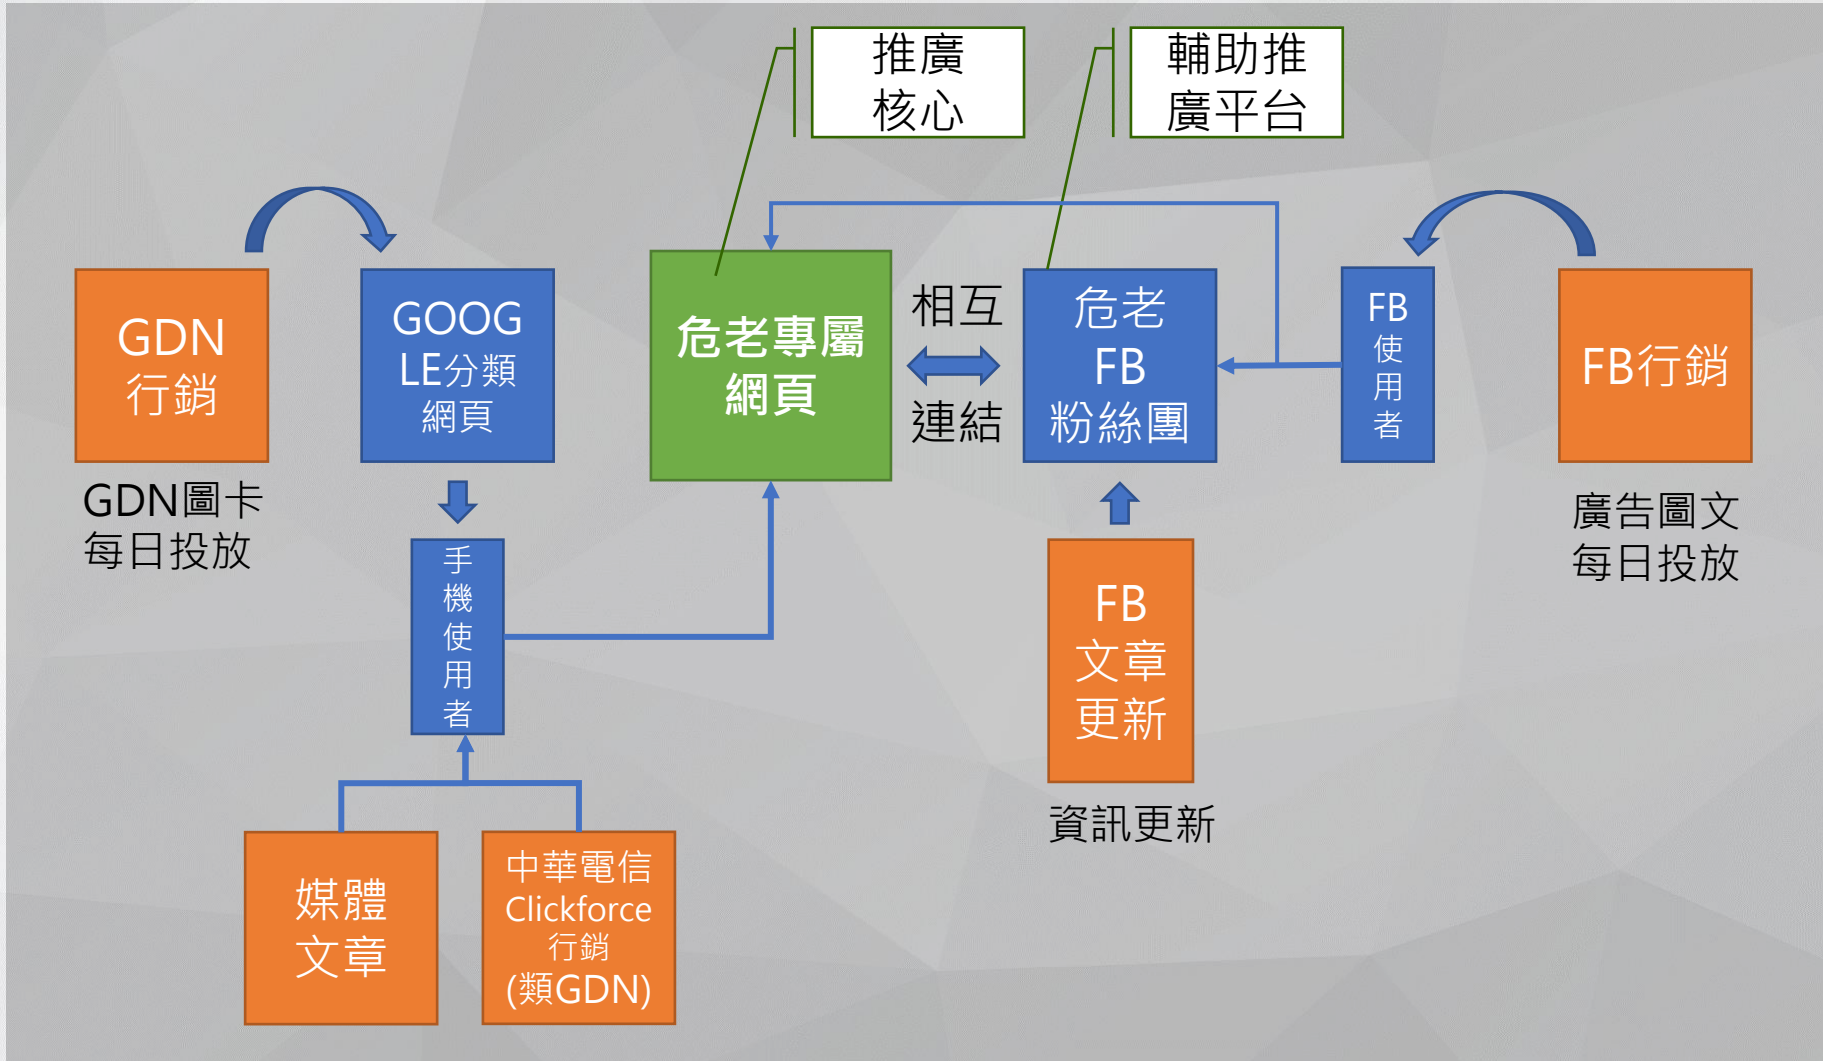 推廣
核心
輔助推
廣平台
GDN
行銷
GOOG
LE分類
網頁
危老專屬
網頁
相互
連結
危老
FB
粉絲團
FB
使
用
者
FB行銷
GDN圖卡
每日投放
廣告圖文
每日投放
手
機
使
用
者
FB
文章
更新
資訊更新
媒體
文章
中華電信
Clickforce
行銷
(類GDN)